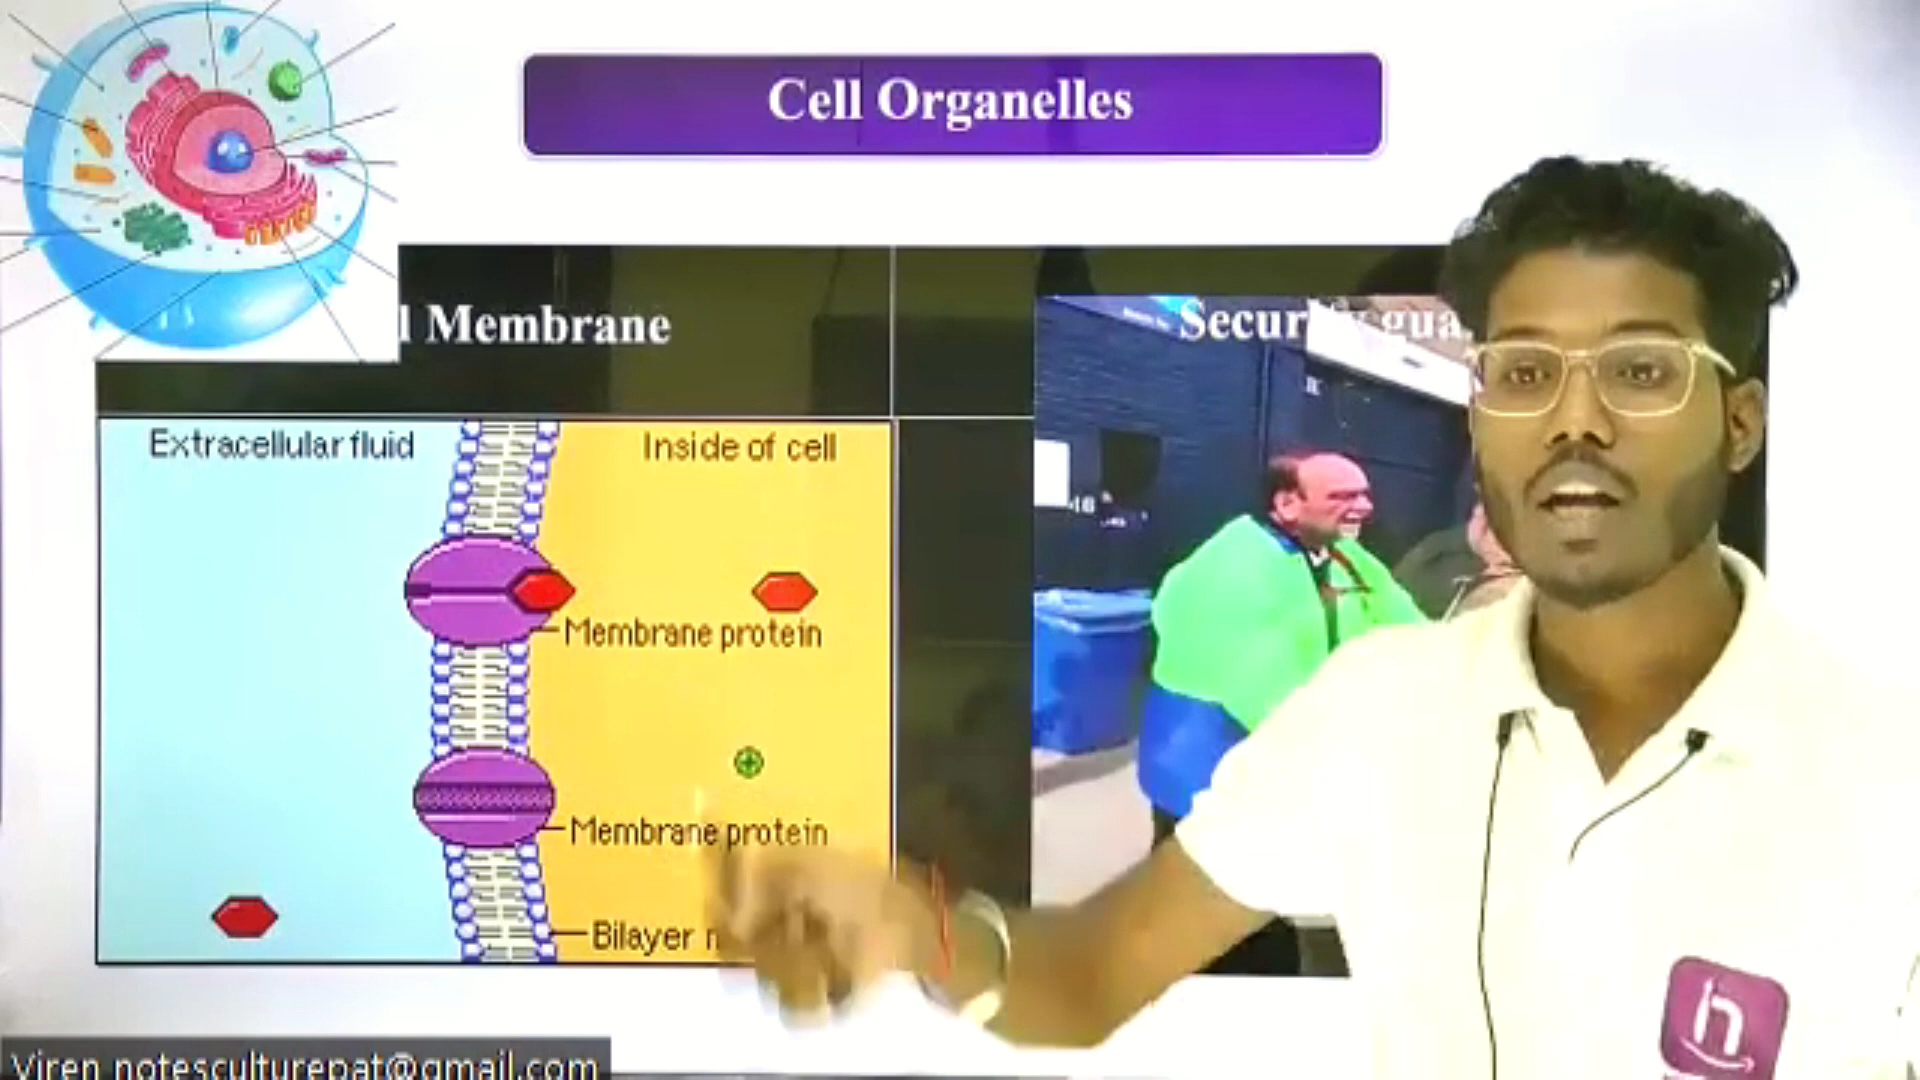 Cell Organelles
l Membrane
Extracellular fluid
Inside of cell
Membrane protein
Membrane protein
Bilayer
Viren notesculturepat@gmail.com